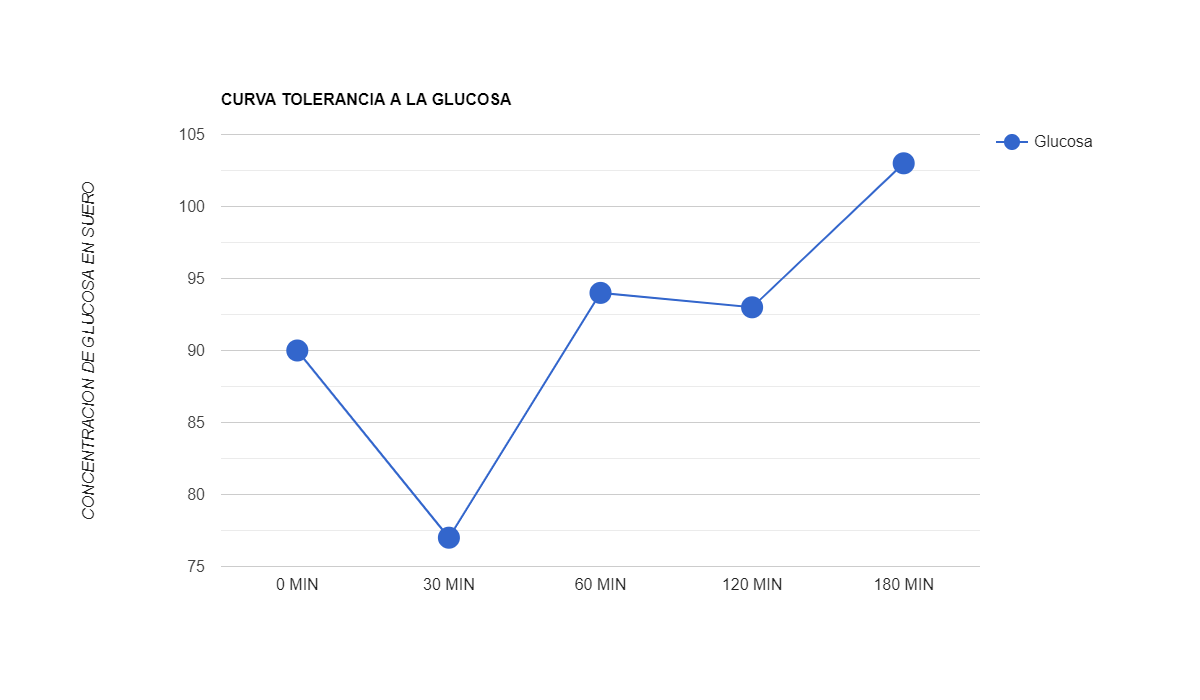 CURVA TOLERANCIA A LA GLUCOSA
CONCENTRACION DE GLUCOSA EN SUERO
105
100
95
90
85
80
75
0 MIN
30 MIN
60 MIN
120 MIN
180 MIN
Glucosa